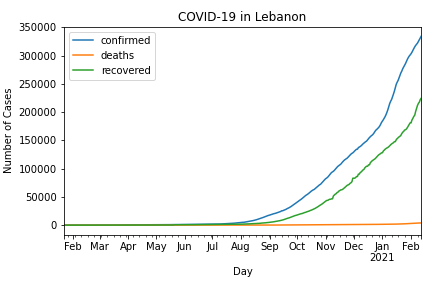 COVID-19 in Lebanon
350000
300000
250000
200000
150000
100000
50000
0
Number of Cases
confirmed
deaths
recovered
Feb Mar Apr May Jun Jul Aug Sep Oct Nov Dec Jan Feb
2021
Day